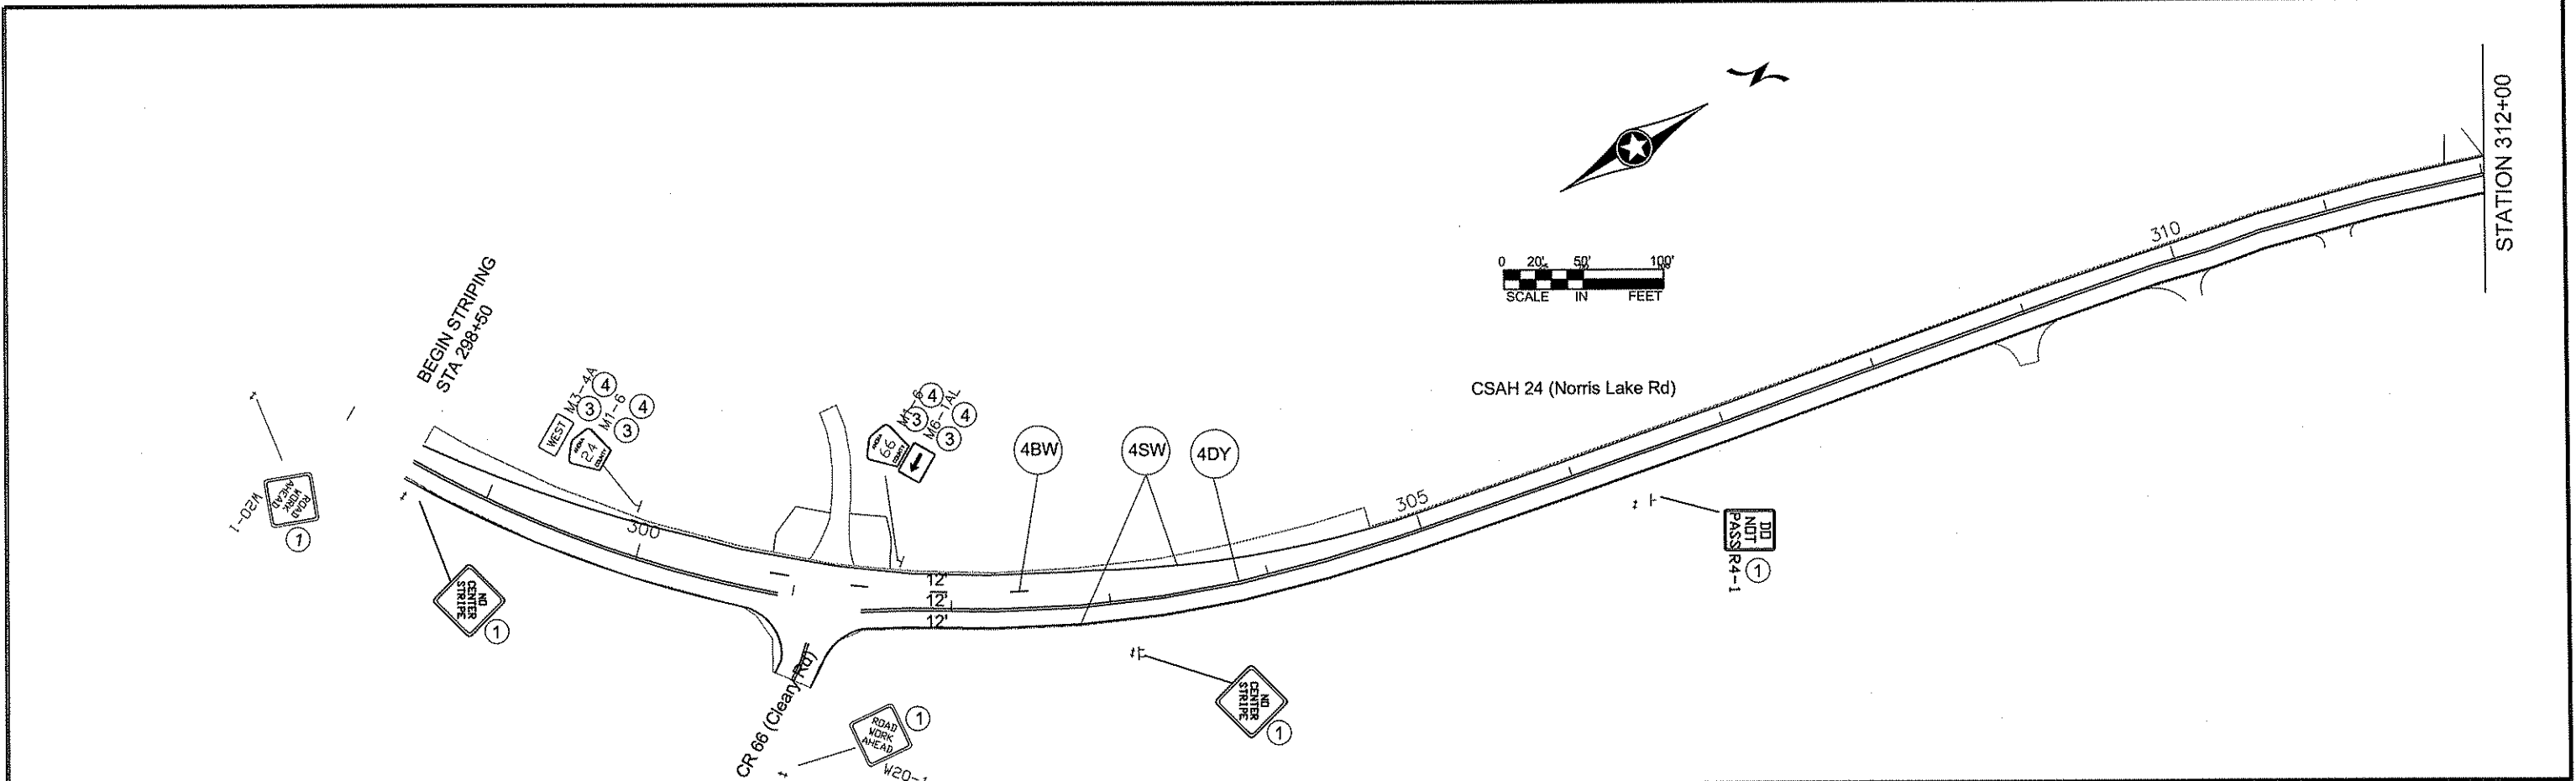 STATION 312+00
BEGIN STRIPING
STA 298+50
310
0 20' 50' 100'
SCALE IN FEET
CSAH 24 (Norris Lake Rd)
M3-4A
4
3
WEST
M1-6
4
3
24
COUNTY
M1-6
4
3
66
COUNTY
M6-1AL
4
3
4BW
4SW
4DY
305
300
ROAD
WORK
AHEAD
W20-1
1
NO
CENTER
STRIPE
1
12'
12'
12'
DO
NOT
PASS
R4-1
1
CR 66 (Cleary Rd)
ROAD
WORK
AHEAD
1
W20-1
NO
CENTER
STRIPE
1